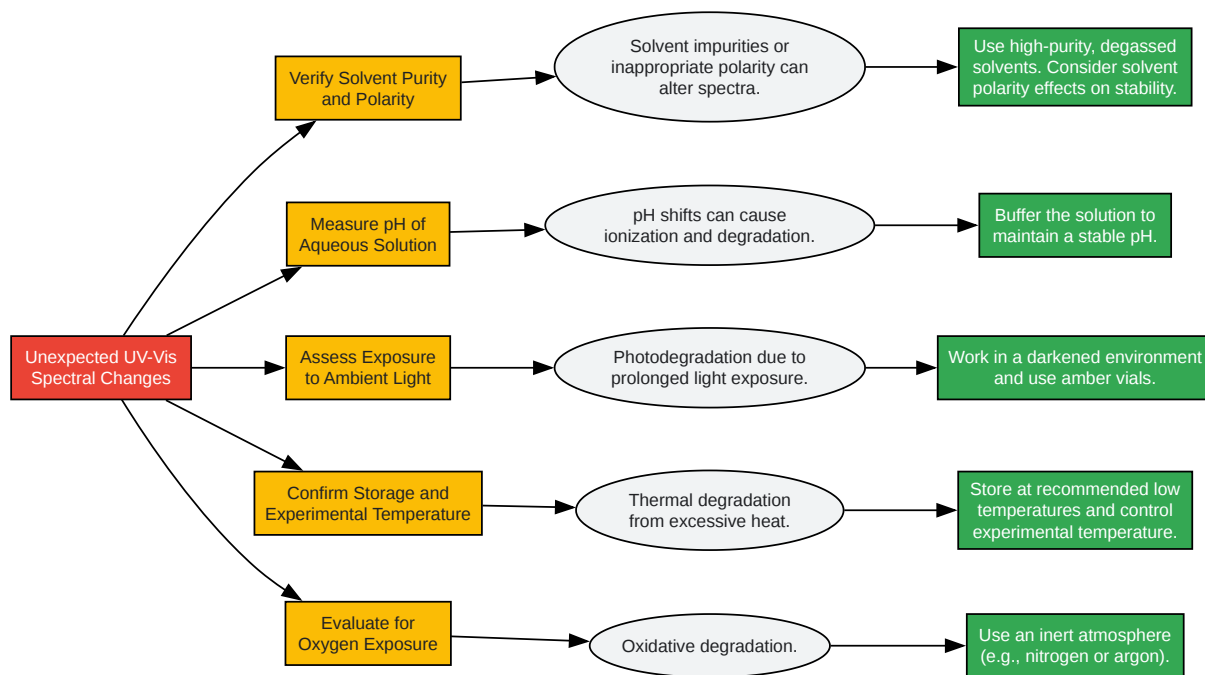 Verify Solvent Purity
and Polarity
Solvent impurities or
inappropriate polarity can
alter spectra.
Use high-purity, degassed
solvents. Consider solvent
polarity effects on stability.
Measure pH of
Aqueous Solution
pH shifts can cause
ionization and degradation.
Buffer the solution to
maintain a stable pH.
Unexpected UV-Vis
Spectral Changes
Assess Exposure
to Ambient Light
Photodegradation due to
prolonged light exposure.
Work in a darkened environment
and use amber vials.
Confirm Storage and
Experimental Temperature
Thermal degradation
from excessive heat.
Store at recommended low
temperatures and control
experimental temperature.
Evaluate for
Oxygen Exposure
Oxidative degradation.
Use an inert atmosphere
(e.g., nitrogen or argon).